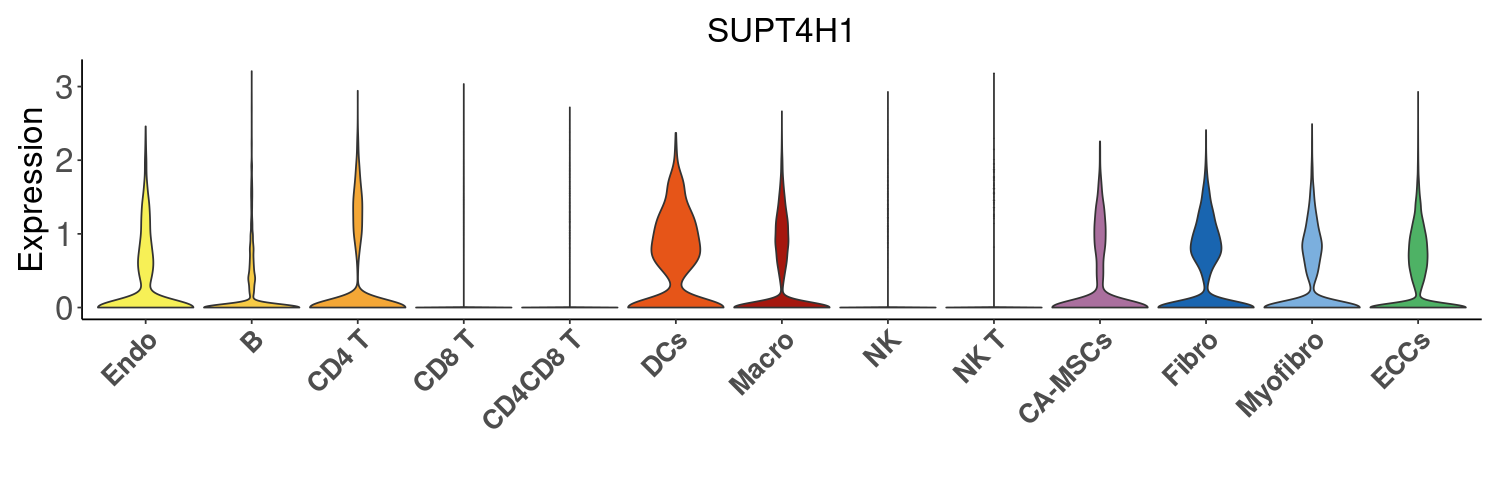 SUPT4H1
Expression
3
2
1
0
Endo
B
CD4 T
CD8 T
CD4CD8 T
DCs
Macro
NK
NK T
CA-MSCs
Fibro
Myofibro
ECCs